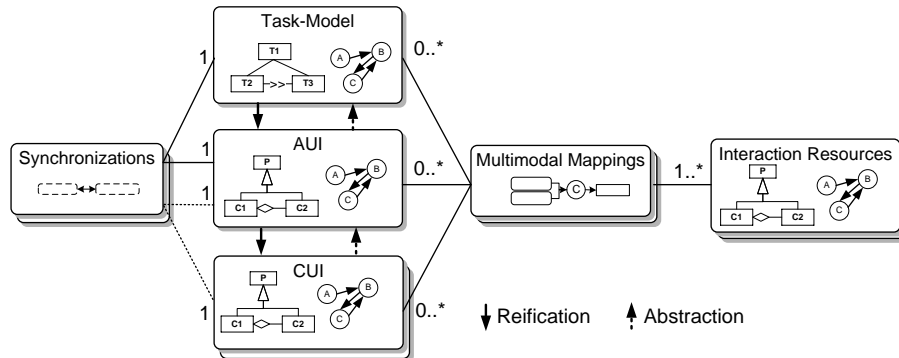 Task-Model
T1
T2
>>
T3
A
B
C
1
0..*
Synchronizations
1
AUI
P
C1
C2
A
B
C
0..*
1
Multimodal Mappings
C
1..*
Interaction Resources
P
C1
C2
A
B
C
CUI
P
C1
C2
A
B
C
1
0..*
Reification
Abstraction